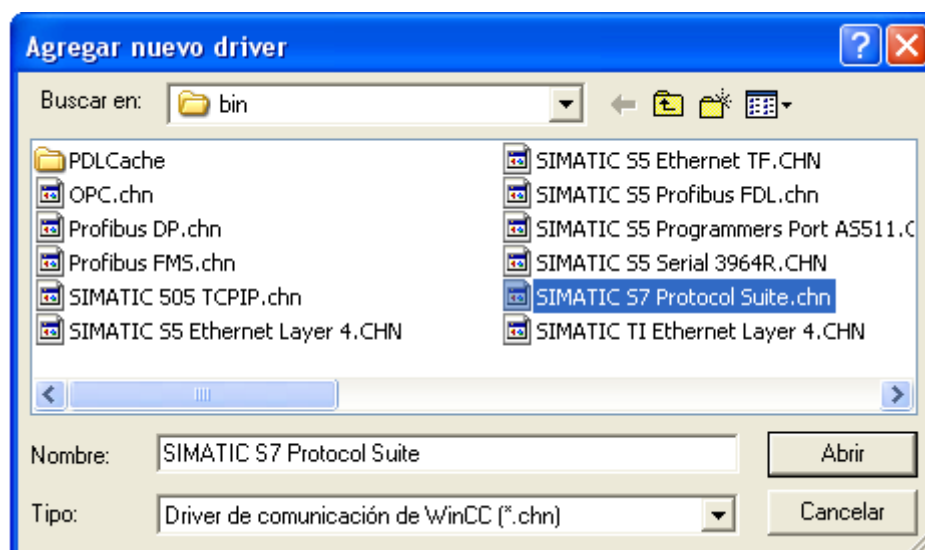 Agregar nuevo driver
Buscar en: bin
PDLCache
OPC.chn
Profibus DP.chn
Profibus FMS.chn
SIMATIC 505 TCPIP.chn
SIMATIC S5 Ethernet Layer 4.CHN
SIMATIC S5 Ethernet TF.CHN
SIMATIC S5 Profibus FDL.chn
SIMATIC S5 Programmers Port AS511.C
SIMATIC S5 Serial 3964R.CHN
SIMATIC S7 Protocol Suite.chn
SIMATIC TI Ethernet Layer 4.CHN
Nombre: SIMATIC S7 Protocol Suite Abrir
Tipo: Driver de comunicación de WinCC (*.chn) Cancelar